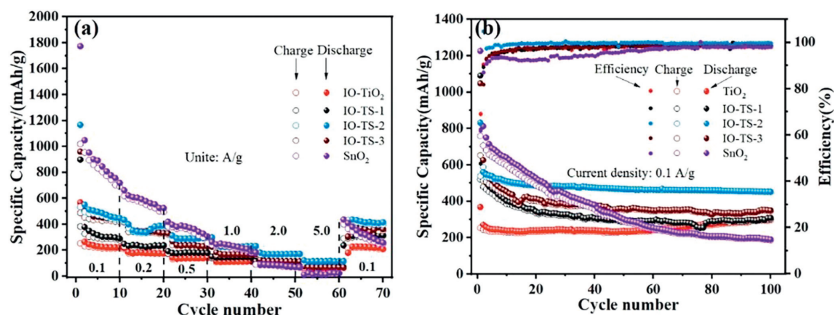 (a)
Specific Capacity/(mAh/g)
2000
1800
1600
1400
1200
1000
800
600
400
200
0
Charge Discharge
IO-TiO₂
IO-TS-1
IO-TS-2
IO-TS-3
SnO₂
Unite: A/g
0.1
0.2
0.5
1.0
2.0
5.0
0.1
0 10 20 30 40 50 60 70
Cycle number
(b)
Specific Capacity(mAh/g)
1400
1200
1000
800
600
400
200
0
Efficiency Charge Discharge
TiO₂
IO-TS-1
IO-TS-2
IO-TS-3
SnO₂
Current density: 0.1 A/g
0 20 40 60 80 100
Cycle number
100
80
60
40
20
0
Efficiency(%)